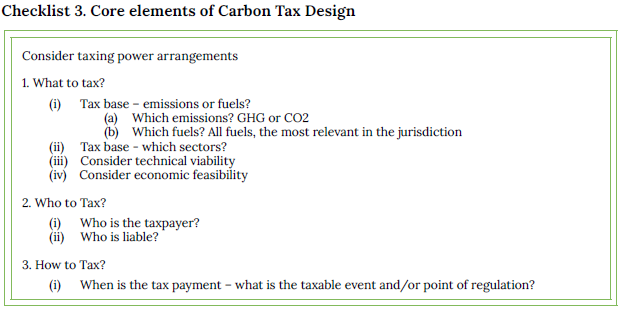 Checklist 3. Core elements of Carbon Tax Design
Consider taxing power arrangements
1. What to tax?
(i) Tax base – emissions or fuels?
(a) Which emissions? GHG or CO2
(b) Which fuels? All fuels, the most relevant in the jurisdiction
(ii) Tax base - which sectors?
(iii) Consider technical viability
(iv) Consider economic feasibility
2. Who to Tax?
(i) Who is the taxpayer?
(ii) Who is liable?
3. How to Tax?
(i) When is the tax payment – what is the taxable event and/or point of regulation?